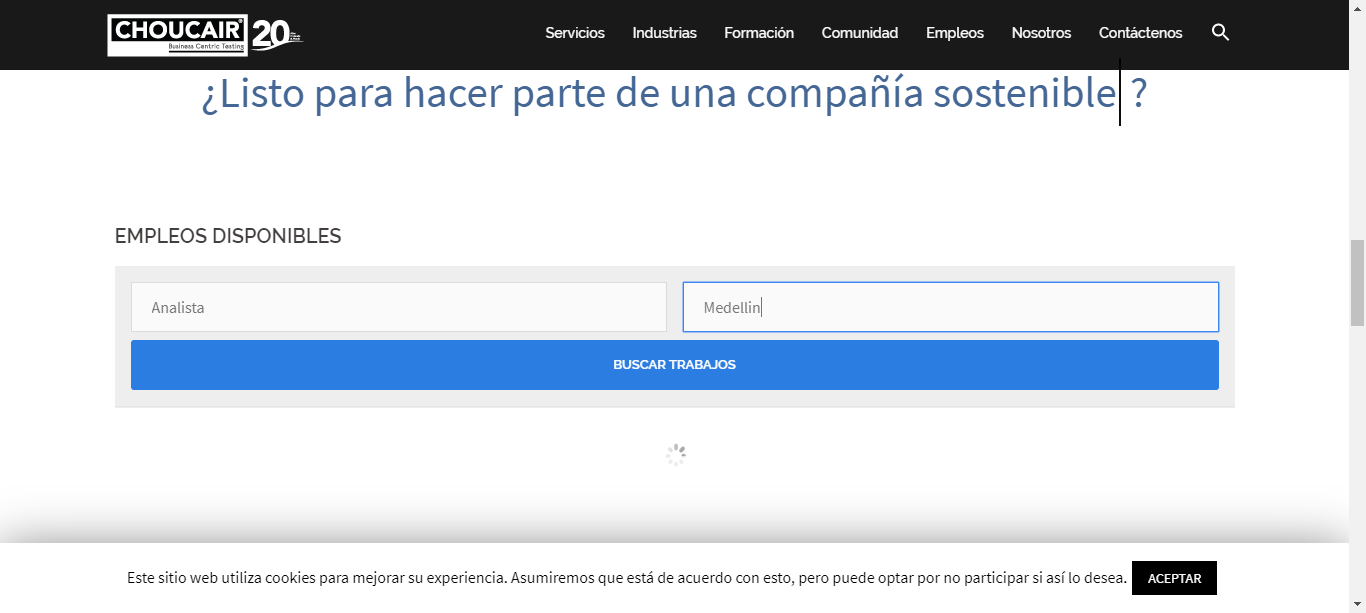 CHOUCAIR®
Business Centric Testing
20
Servicios Industrias Formación Comunidad Empleos Nosotros Contáctenos
¿Listo para hacer parte de una compañía sostenible ?
EMPLEOS DISPONIBLES
Analista Medellin
BUSCAR TRABAJOS
Este sitio web utiliza cookies para mejorar su experiencia. Asumiremos que está de acuerdo con esto, pero puede optar por no participar si así lo desea. ACEPTAR